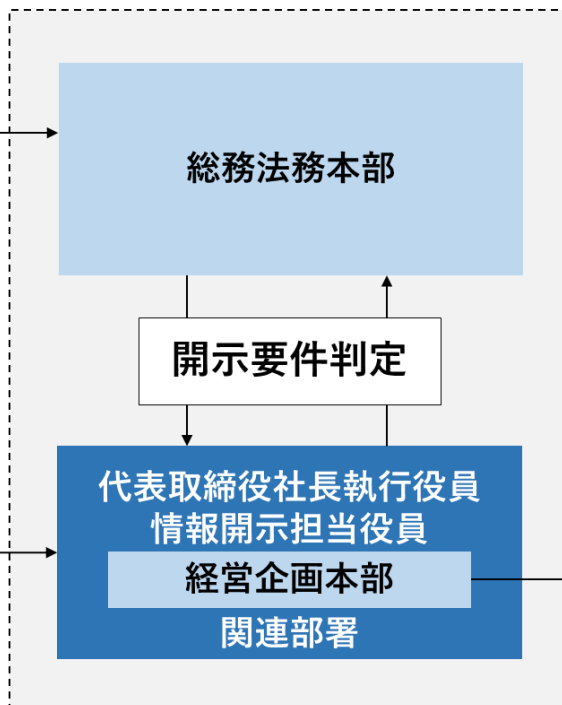 総務法務本部
開示要件判定
代表取締役社長執行役員
情報開示担当役員
経営企画本部
関連部署